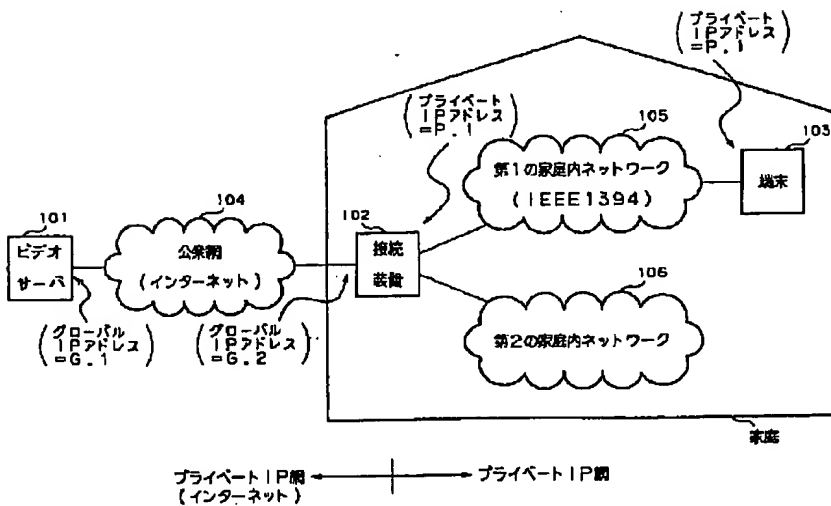 プライベート
IPアドレス
=P.1
プライベート
IPアドレス
=P.1
105
103
第1の家庭内ネットワーク
(IEEE1394)
端末
101
104
102
ビデオ
サーバ
公衆網
(インターネット)
接続
装置
106
グローバル
IPアドレス
=G.1
グローバル
IPアドレス
=G.2
第2の家庭内ネットワーク
家庭
プライベートIP網
(インターネット)
プライベートIP網